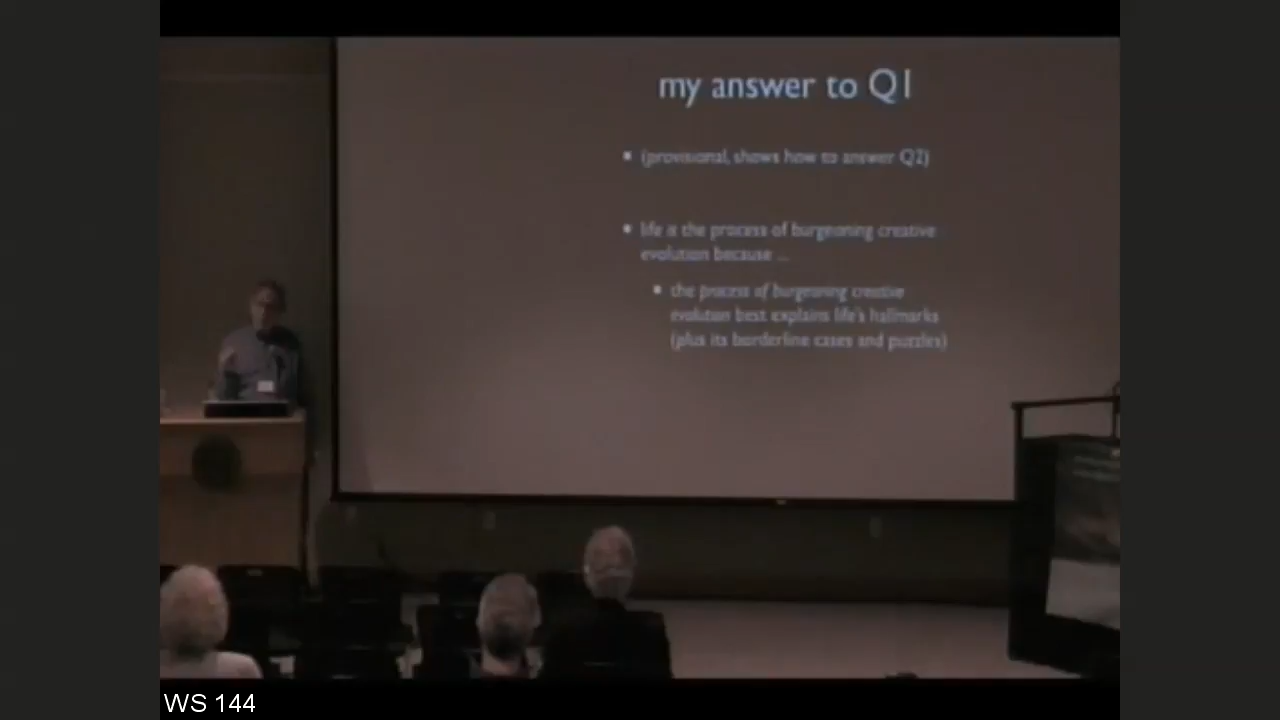 my answer to Q1
(provisional, shows how to answer Q2)
life is the process of burgeoning creative
evolution because ...
the process of burgeoning creative
evolution best explains life's hallmarks
(plus its borderline cases and puzzles)
WS 144